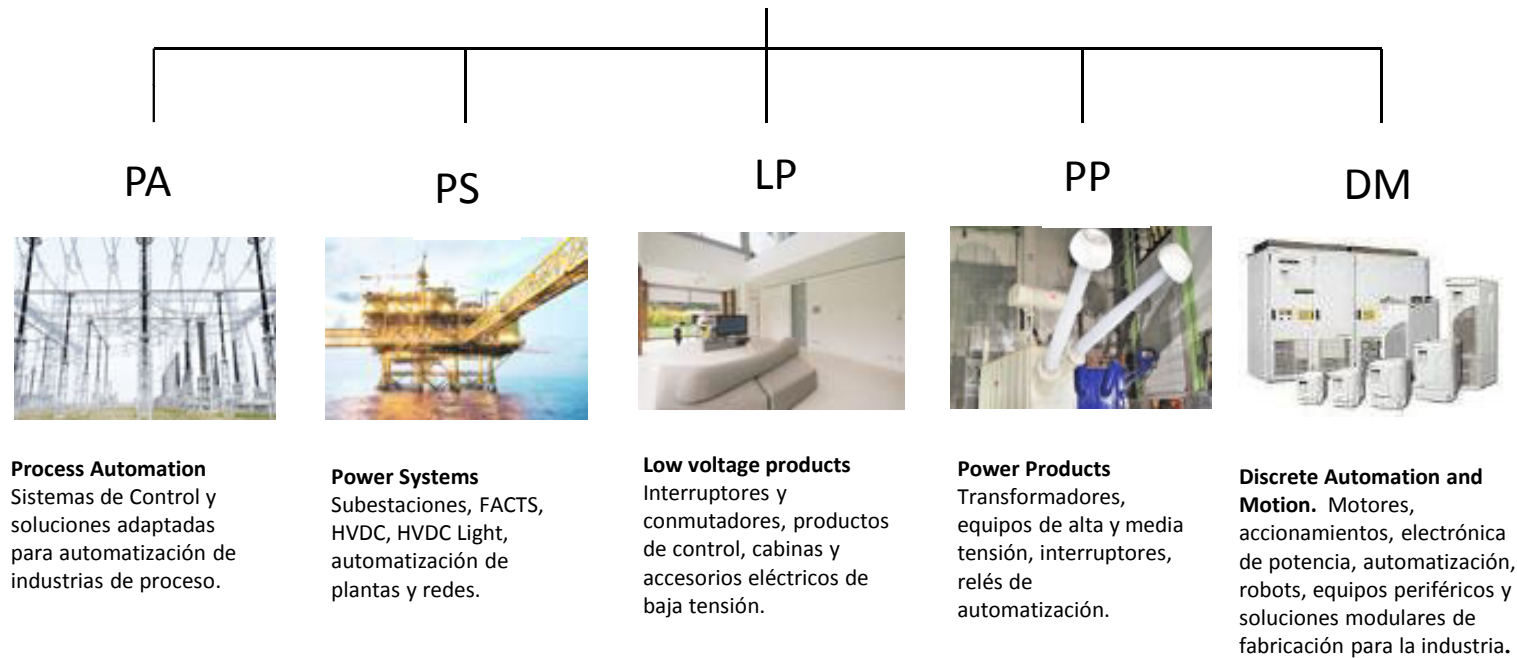 PA
PS
LP
PP
DM
Process Automation
Sistemas de Control y
soluciones adaptadas
para automatización de
industrias de proceso.
Power Systems
Subestaciones, FACTS,
HVDC, HVDC Light,
automatización de
plantas y redes.
Low voltage products
Interruptores y
conmutadores, productos
de control, cabinas y
accesorios eléctricos de
baja tensión.
Power Products
Transformadores,
equipos de alta y media
tensión, interruptores,
relés de
automatización.
Discrete Automation and
Motion. Motores,
accionamientos, electrónica
de potencia, automatización,
robots, equipos periféricos y
soluciones modulares de
fabricación para la industria.